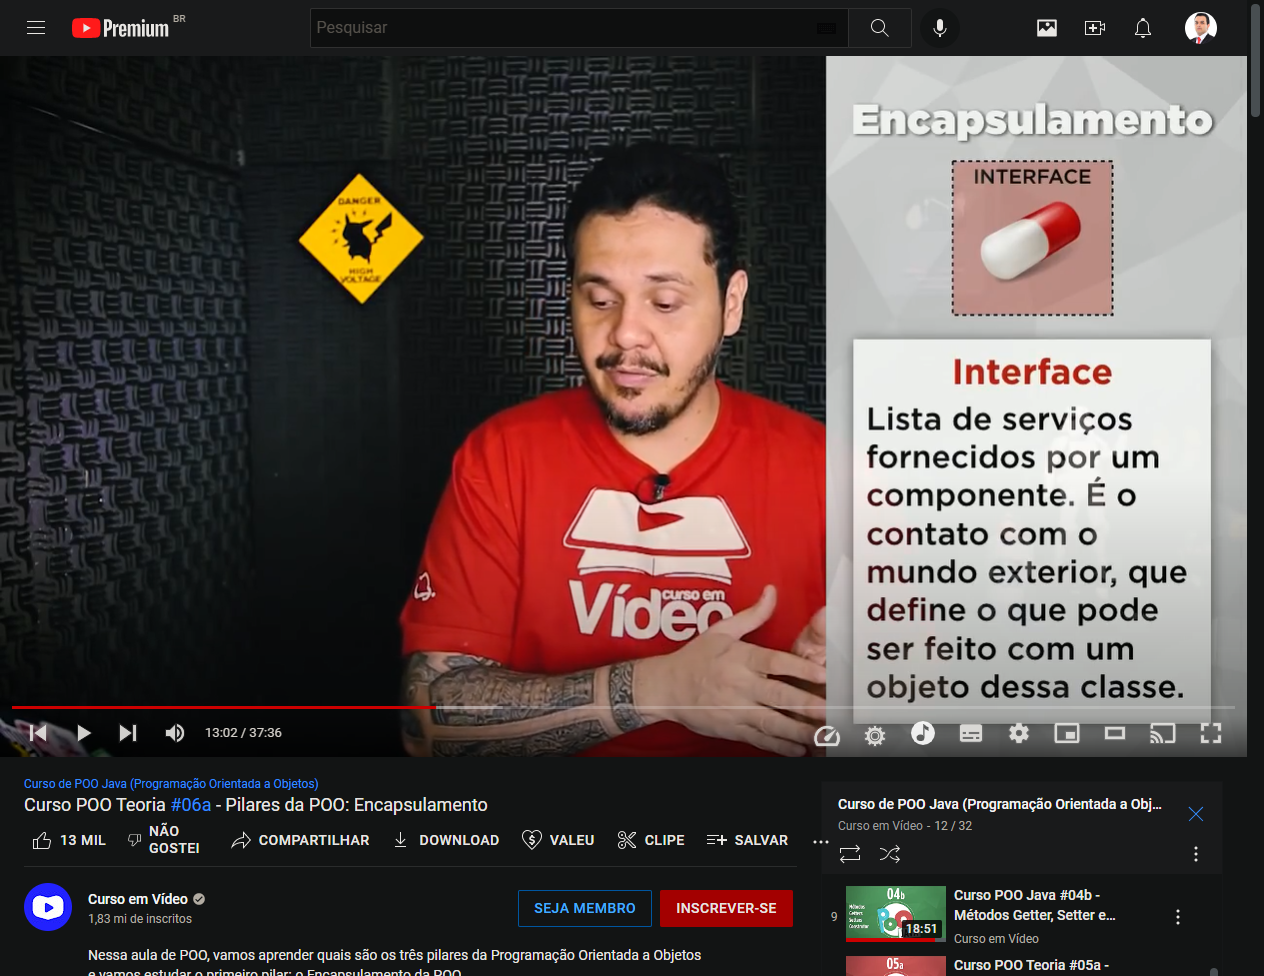 Premium BR
Pesquisar
Encapsulamento
INTERFACE
DANGER
HIGH
VOLTAGE
Interface
Lista de serviços
fornecidos por um
componente. É o
contato com o
mundo exterior, que
define o que pode
ser feito com um
objeto dessa classe.
curso em
Vídeo
13:02 / 37:36
Curso de POO Java (Programação Orientada a Objetos)
Curso POO Teoria #06a - Pilares da POO: Encapsulamento
13 MIL
NÃO
GOSTEI
COMPARTILHAR
DOWNLOAD
VALEU
CLIPE
SALVAR
Curso em Vídeo
1,83 mi de inscritos
SEJA MEMBRO
INSCREVER-SE
Nessa aula de POO, vamos aprender quais são os três pilares da Programação Orientada a Objetos
e vamos estudar o primeiro pilar: o Encapsulamento da POO.
Curso de POO Java (Programação Orientada a Obj...
Curso em Vídeo - 12 / 32
9
04b
Métodos
Getters
Setters
Construtor
18:51
Curso POO Java #04b -
Métodos Getter, Setter e...
Curso em Vídeo
05a
Curso POO Teoria #05a -